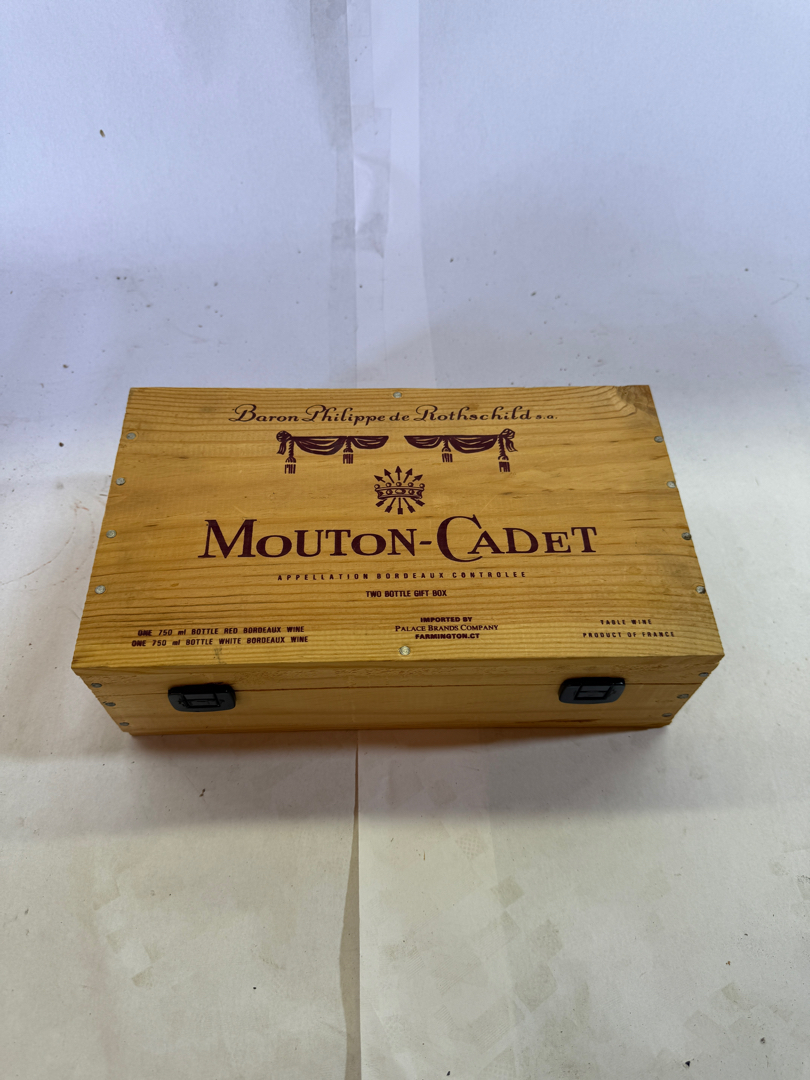 Baron Philippe de Rothschild s.a.
MOUTON-CADET
APPELLATION BORDEAUX CONTROLEE
TWO BOTTLE GIFT BOX
ONE 750 ml BOTTLE RED BORDEAUX WINE
ONE 750 ml BOTTLE WHITE BORDEAUX WINE
IMPORTED BY
PALACE BRANDS COMPANY
FARMINGTON.CT
TABLE WINE
PRODUCT OF FRANCE